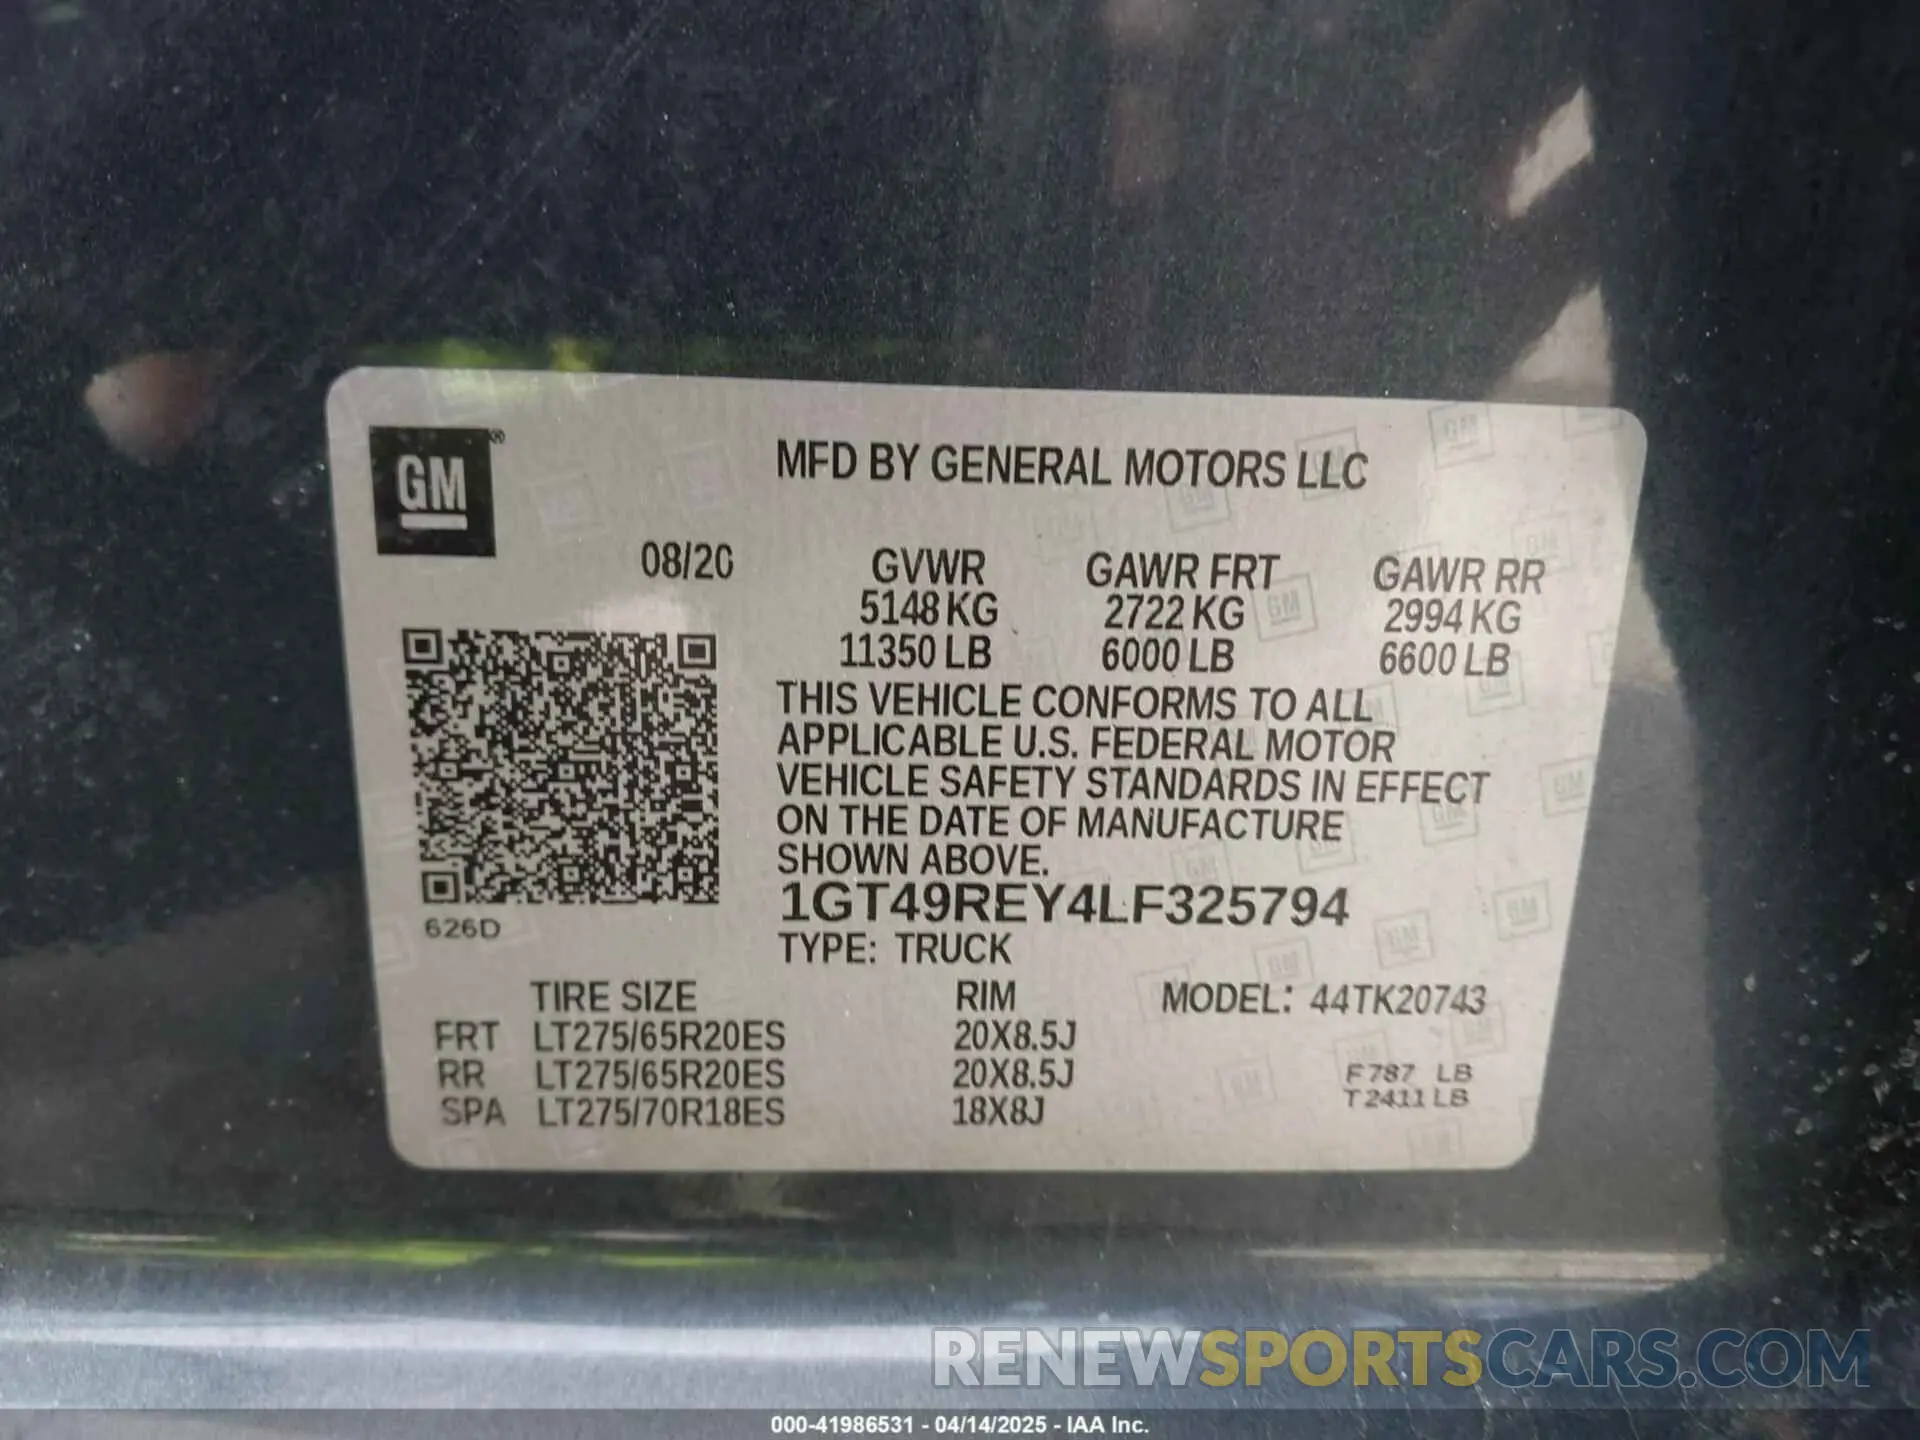 GM®
MFD BY GENERAL MOTORS LLC
08/20 GVWR GAWR FRT GAWR RR
5148 KG 2722 KG 2994 KG
11350 LB 6000 LB 6600 LB
THIS VEHICLE CONFORMS TO ALL
APPLICABLE U.S. FEDERAL MOTOR
VEHICLE SAFETY STANDARDS IN EFFECT
ON THE DATE OF MANUFACTURE
SHOWN ABOVE.
1GT49REY4LF325794
626D
TYPE: TRUCK
TIRE SIZE RIM MODEL: 44TK20743
FRT LT275/65R20ES 20X8.5J
RR LT275/65R20ES 20X8.5J
SPA LT275/70R18ES 18X8J
F 787 LB
T 2411 LB
RENEWSPORTSCARS.COM
000-41986531 - 04/14/2025 - IAA Inc.